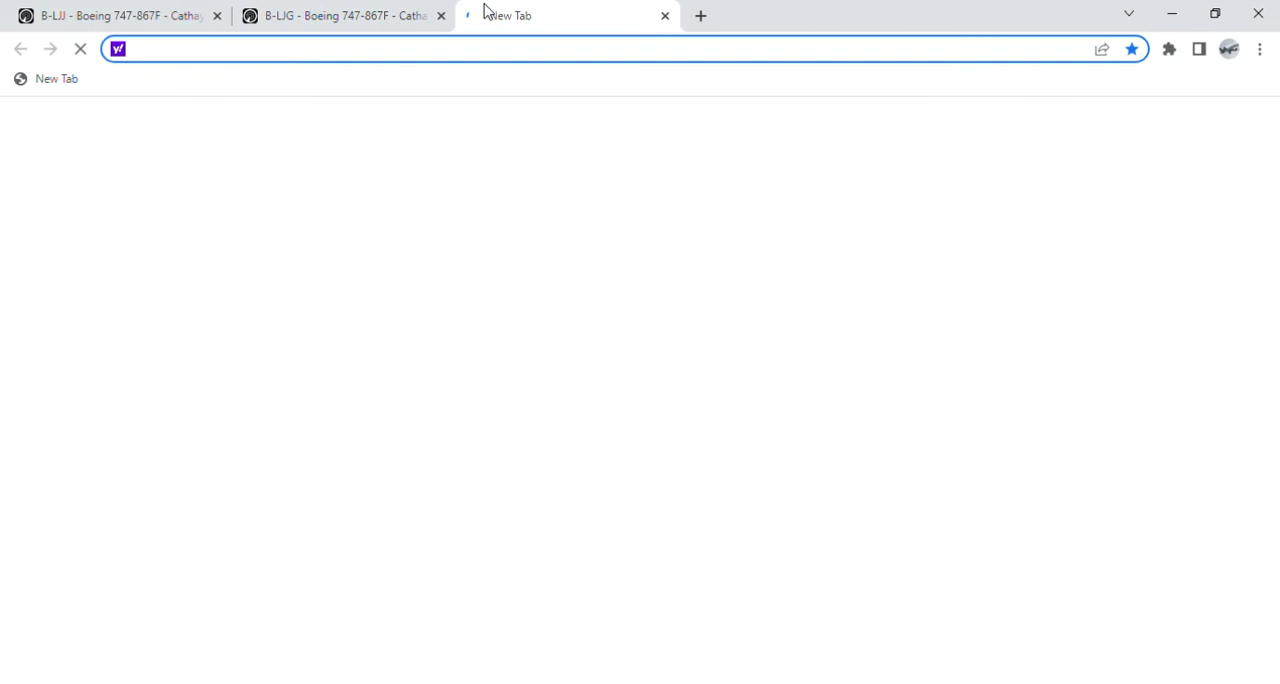 B-LJJ - Boeing 747-867F - Cathay
B-LJG - Boeing 747-867F - Catha
New Tab
y!
New Tab